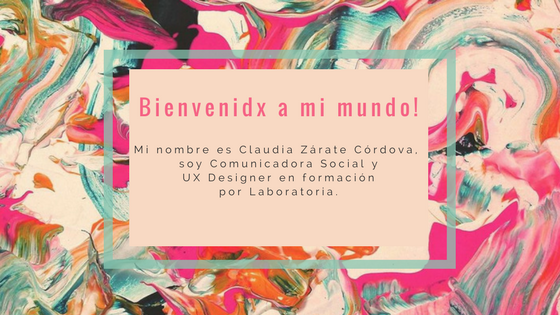 Bienvenidx a mi mundo!
Mi nombre es Claudia Zárate Córdova,
soy Comunicadora Social y
UX Designer en formación
por Laboratoria.